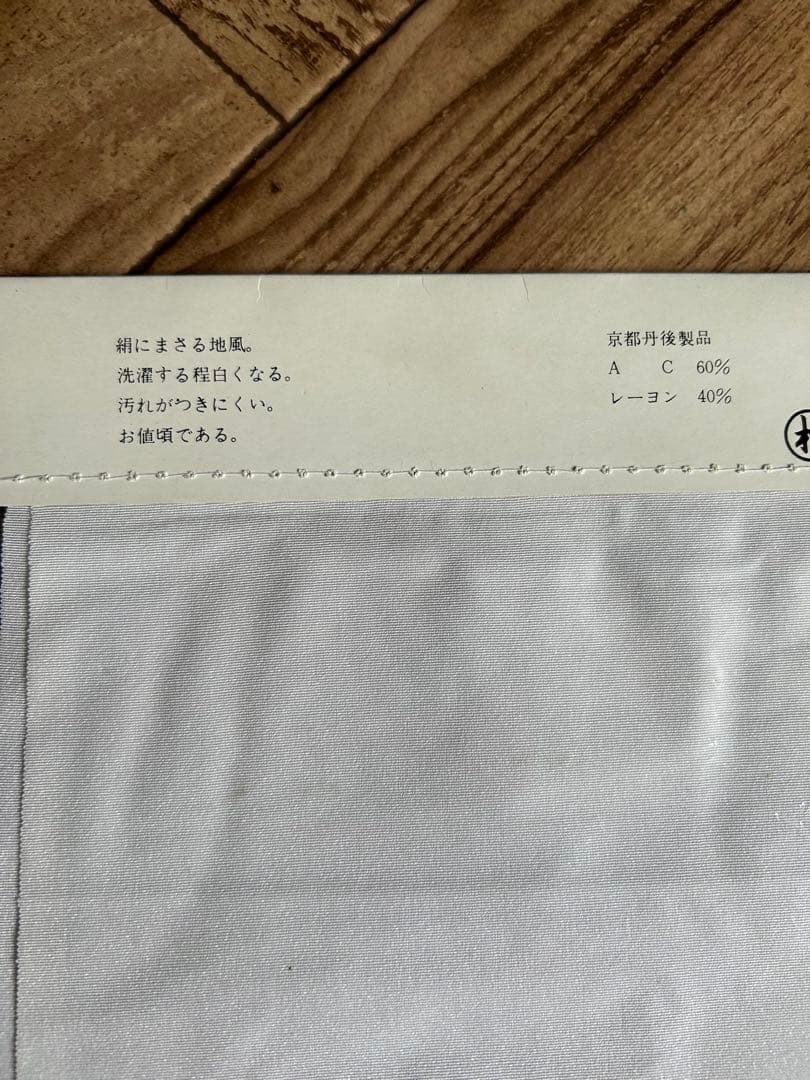 絹にまさる地風。
洗濯する程白くなる。
汚れがつきにくい。
お値頃である。
京都丹後製品
A C 60%
レーヨン 40%